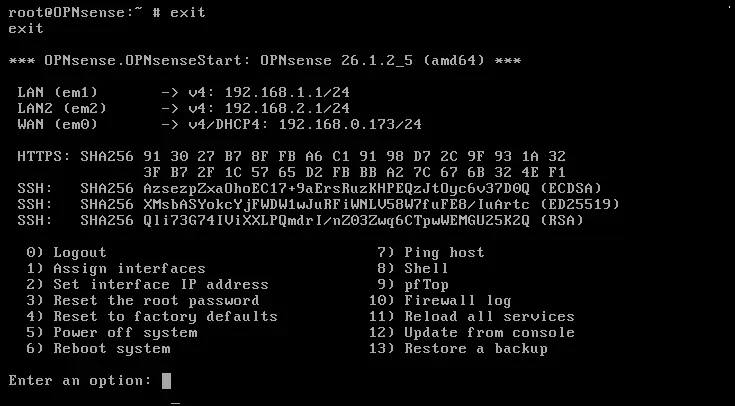 root@OPNsense:~ # exit
exit
*** OPNsense.OPNsenseStart: OPNsense 26.1.2_5 (amd64) ***
LAN (em1) -> v4: 192.168.1.1/24
LAN2 (em2) -> v4: 192.168.2.1/24
WAN (em0) -> v4/DHCP4: 192.168.0.173/24
HTTPS: SHA256 91 30 27 B7 8F FB A6 C1 91 98 D7 2C 9F 93 1A 32
3F B7 2F 1C 57 65 D2 FB BB A2 7C 67 6B 32 4E F1
SSH: SHA256 AzsezpZxaOhoEC17+9aErsRuzKHPEQzJtOyc6v37D0Q (ECDSA)
SSH: SHA256 XMsbASYokcYjFWDW1wJuRFiWNLV58W7fuFE8/IuArtc (ED25519)
SSH: SHA256 Qli73G74IViXXLPQmdrI/nZ03Zwq6CTpwWEMGU25K2Q (RSA)
0) Logout 7) Ping host
1) Assign interfaces 8) Shell
2) Set interface IP address 9) pfTop
3) Reset the root password 10) Firewall log
4) Reset to factory defaults 11) Reload all services
5) Power off system 12) Update from console
6) Reboot system 13) Restore a backup
Enter an option: